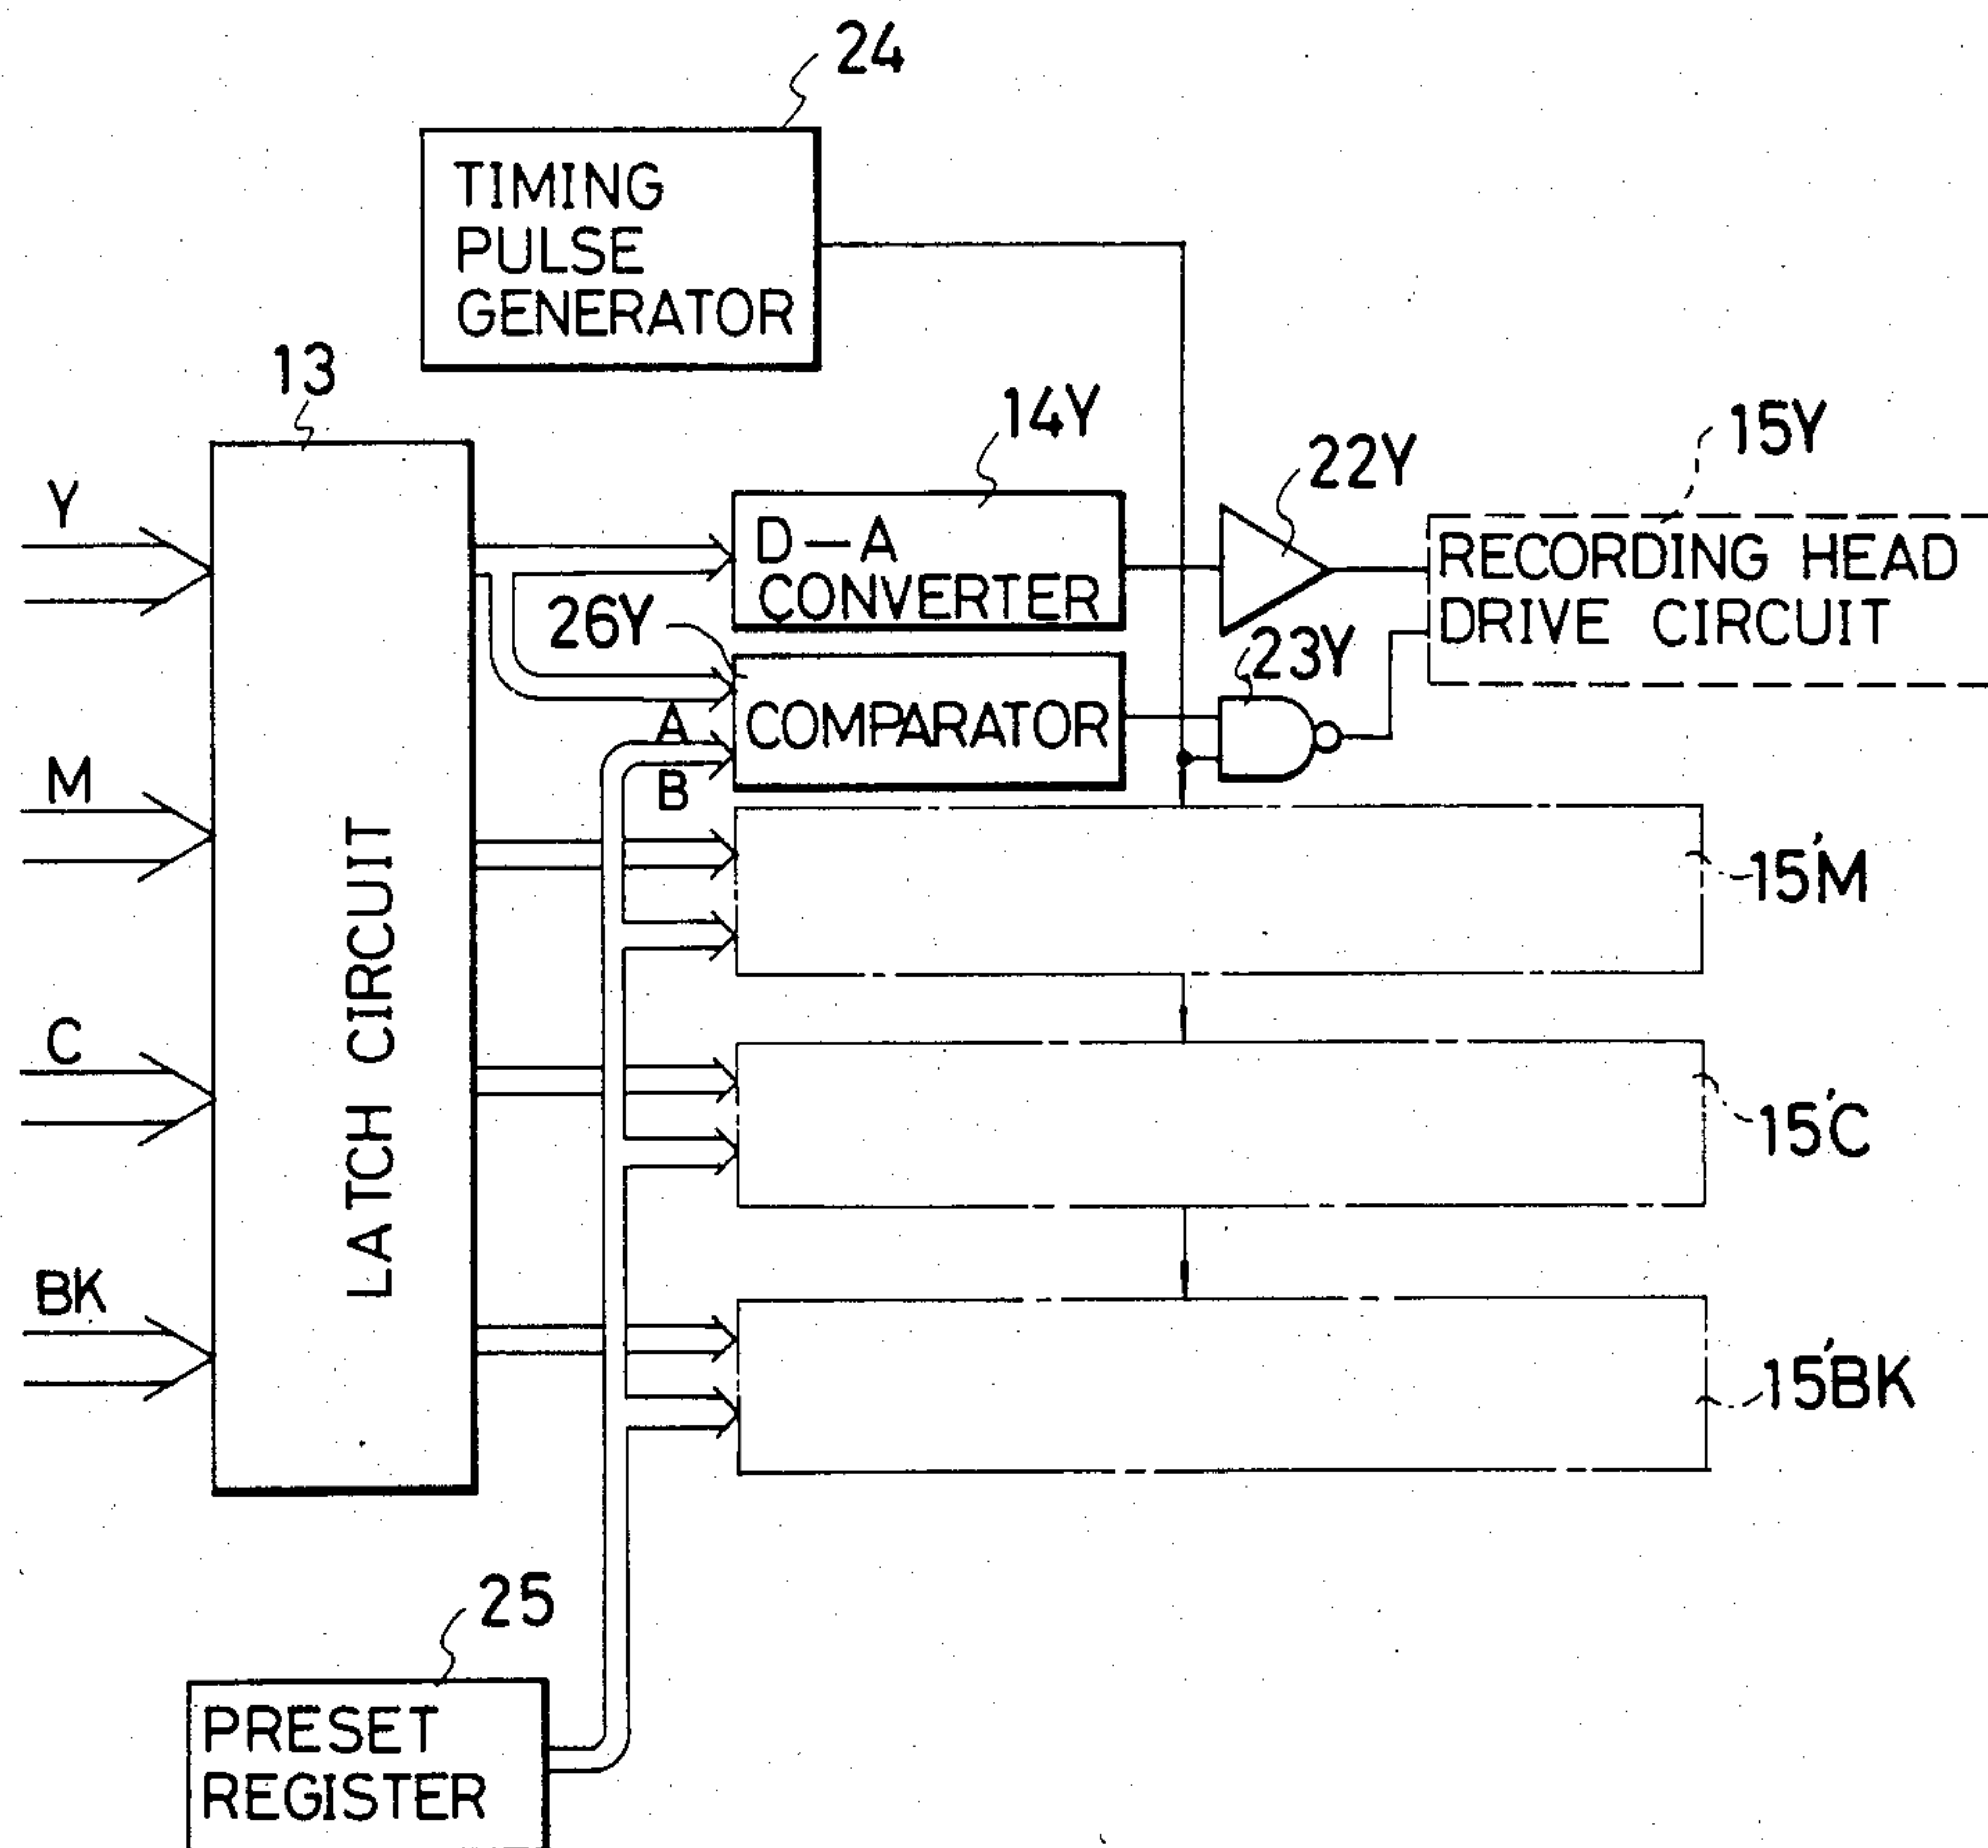 24
TIMING
PULSE
GENERATOR
13
14Y
15Y
22Y
Y
D-A
CONVERTER
RECORDING HEAD
DRIVE CIRCUIT
26Y
23Y
A
COMPARATOR
B
M
LATCH CIRCUIT
15'M
C
15'C
BK
15'BK
25
PRESET
REGISTER